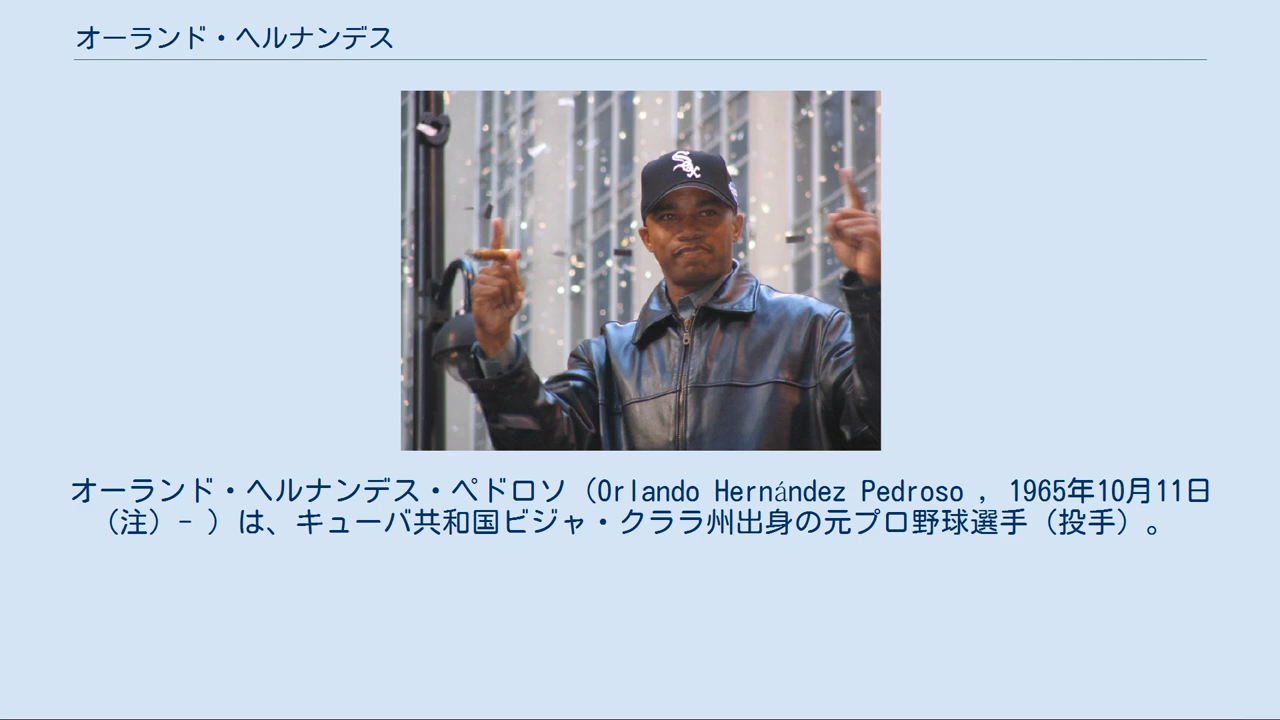 オーランド・ヘルナンデス
Sox
オーランド・ヘルナンデス・ペドロソ（Orlando Hernández Pedroso , 1965年10月11日
（注）- ）は、キューバ共和国ビジャ・クララ州出身の元プロ野球選手（投手）。